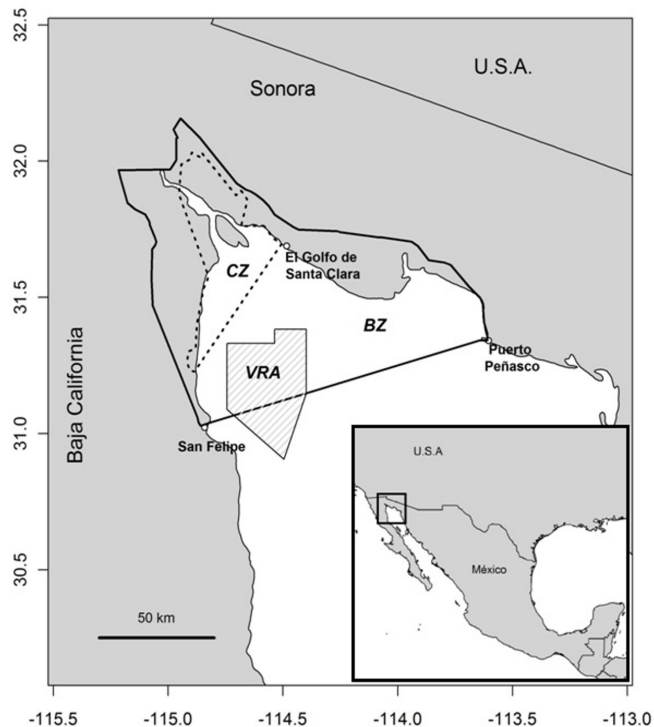 32.5
32.0
31.5
31.0
30.5
U.S.A.
Sonora
El Golfo de
Santa Clara
CZ
BZ
Puerto
Peñasco
VRA
Baja California
San Felipe
U.S.A
México
50 km
-115.5
-115.0
-114.5
-114.0
-113.5
-113.0